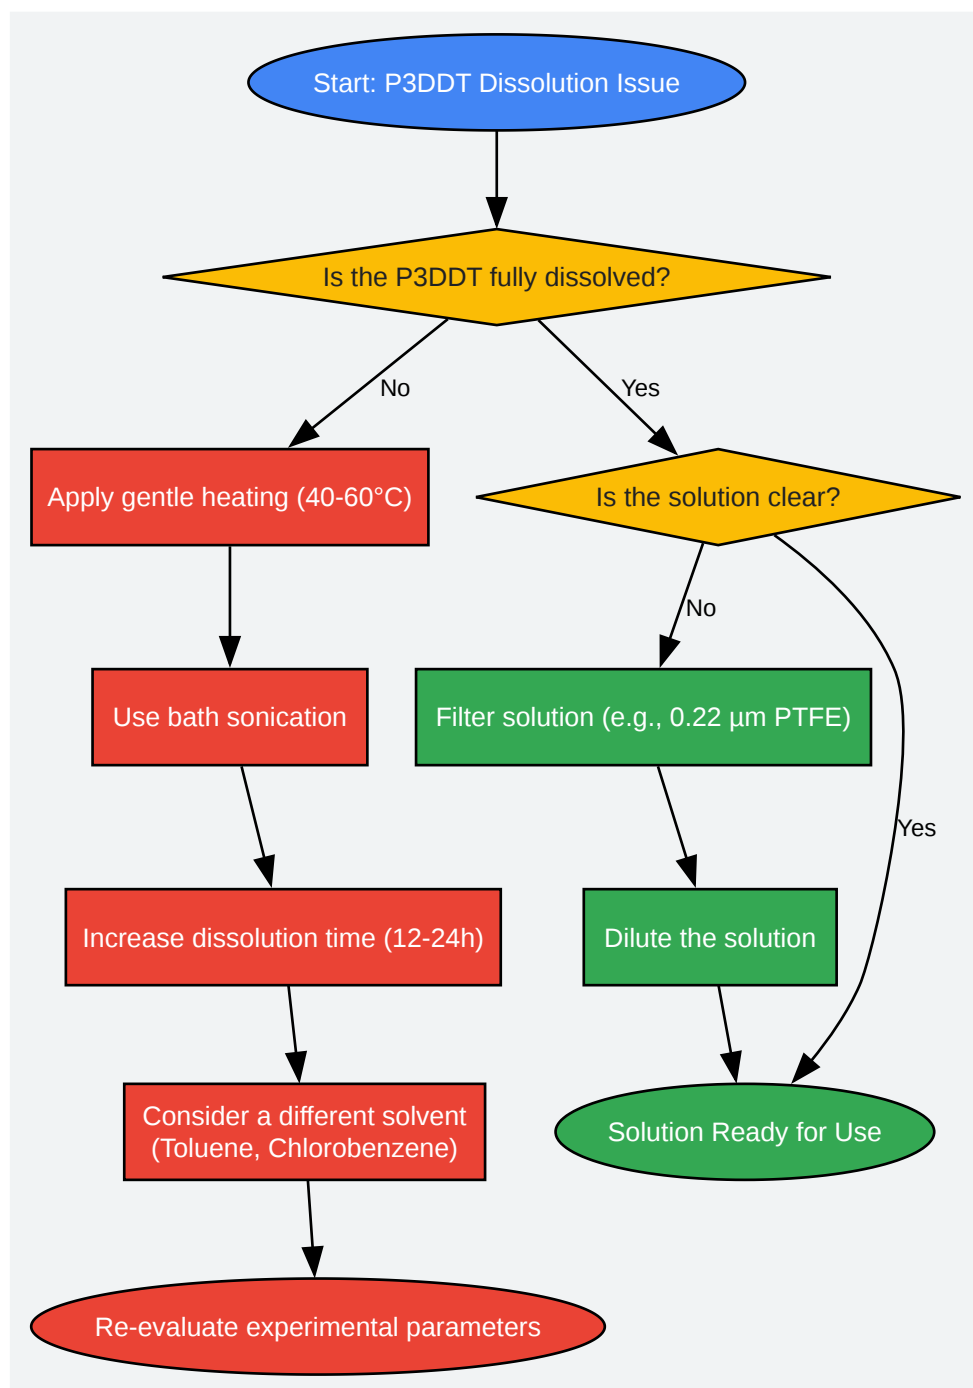 Start: P3DDT Dissolution Issue
Is the P3DDT fully dissolved?
No
Yes
Apply gentle heating (40-60°C)
Is the solution clear?
No
Use bath sonication
Filter solution (e.g., 0.22 µm PTFE)
Yes
Increase dissolution time (12-24h)
Dilute the solution
Consider a different solvent
(Toluene, Chlorobenzene)
Solution Ready for Use
Re-evaluate experimental parameters